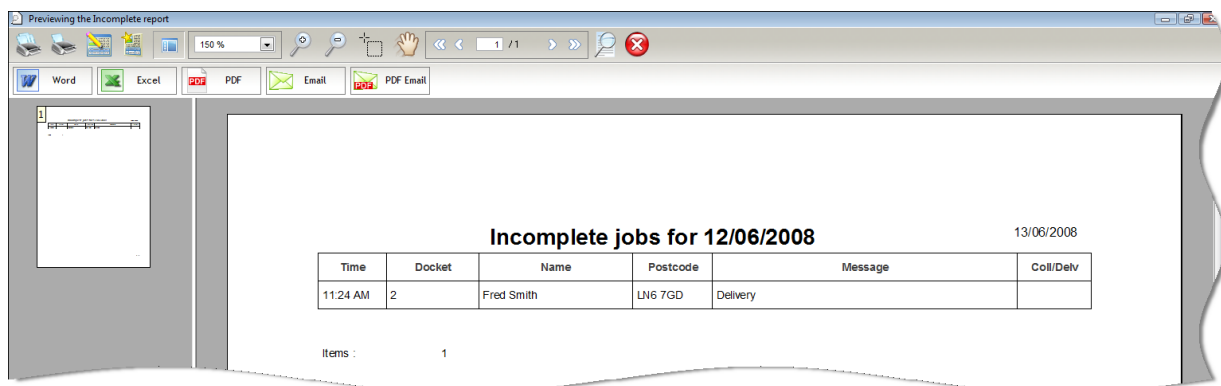 Previewing the Incomplete report
150 % 1 / 1
W Word Excel PDF PDF Email PDF PDF Email
1
Incomplete jobs for 12/06/2008 13/06/2008
Time Docket Name Postcode Message Coll/Delv
11:24 AM 2 Fred Smith LN6 7GD Delivery
Items : 1